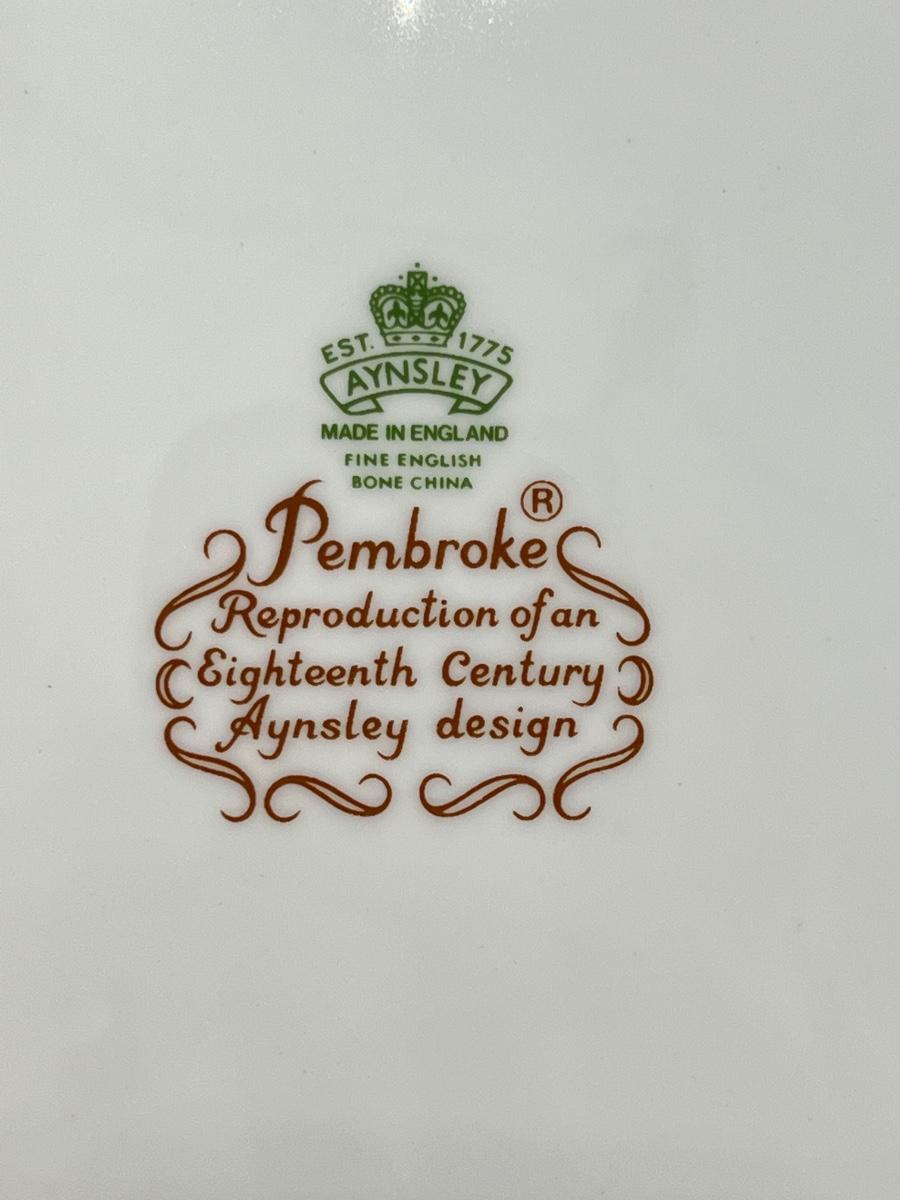 EST. 1775
AYNSLEY
MADE IN ENGLAND
FINE ENGLISH
BONE CHINA
Pembroke®
Reproduction of an
Eighteenth Century
Aynsley design